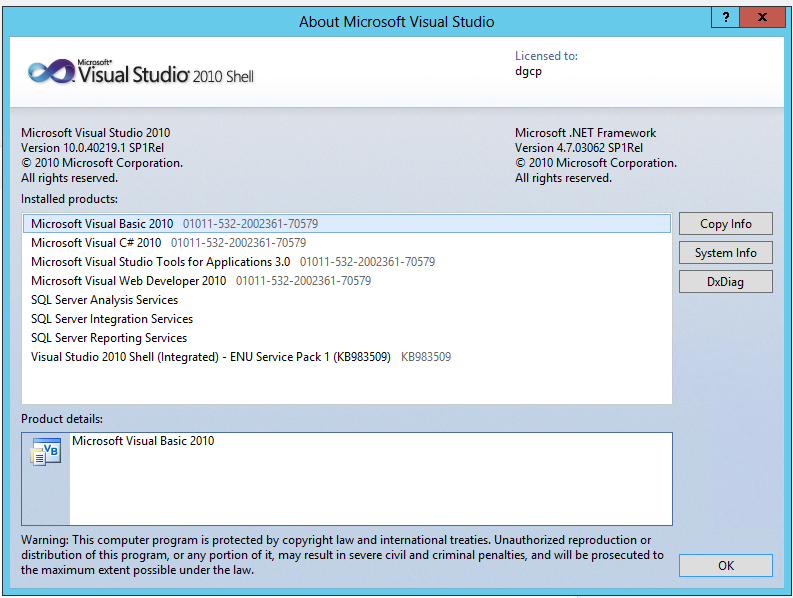 About Microsoft Visual Studio
? x
Microsoft®
Visual Studio® 2010 Shell
Licensed to:
dgcp
Microsoft Visual Studio 2010
Version 10.0.40219.1 SP1Rel
© 2010 Microsoft Corporation.
All rights reserved.
Microsoft .NET Framework
Version 4.7.03062 SP1Rel
© 2010 Microsoft Corporation.
All rights reserved.
Installed products:
Microsoft Visual Basic 2010 01011-532-2002361-70579
Microsoft Visual C# 2010 01011-532-2002361-70579
Microsoft Visual Studio Tools for Applications 3.0 01011-532-2002361-70579
Microsoft Visual Web Developer 2010 01011-532-2002361-70579
SQL Server Analysis Services
SQL Server Integration Services
SQL Server Reporting Services
Visual Studio 2010 Shell (Integrated) - ENU Service Pack 1 (KB983509) KB983509
Copy Info
System Info
DxDiag
Product details:
VB
Microsoft Visual Basic 2010
Warning: This computer program is protected by copyright law and international treaties. Unauthorized reproduction or
distribution of this program, or any portion of it, may result in severe civil and criminal penalties, and will be prosecuted to
the maximum extent possible under the law.
OK